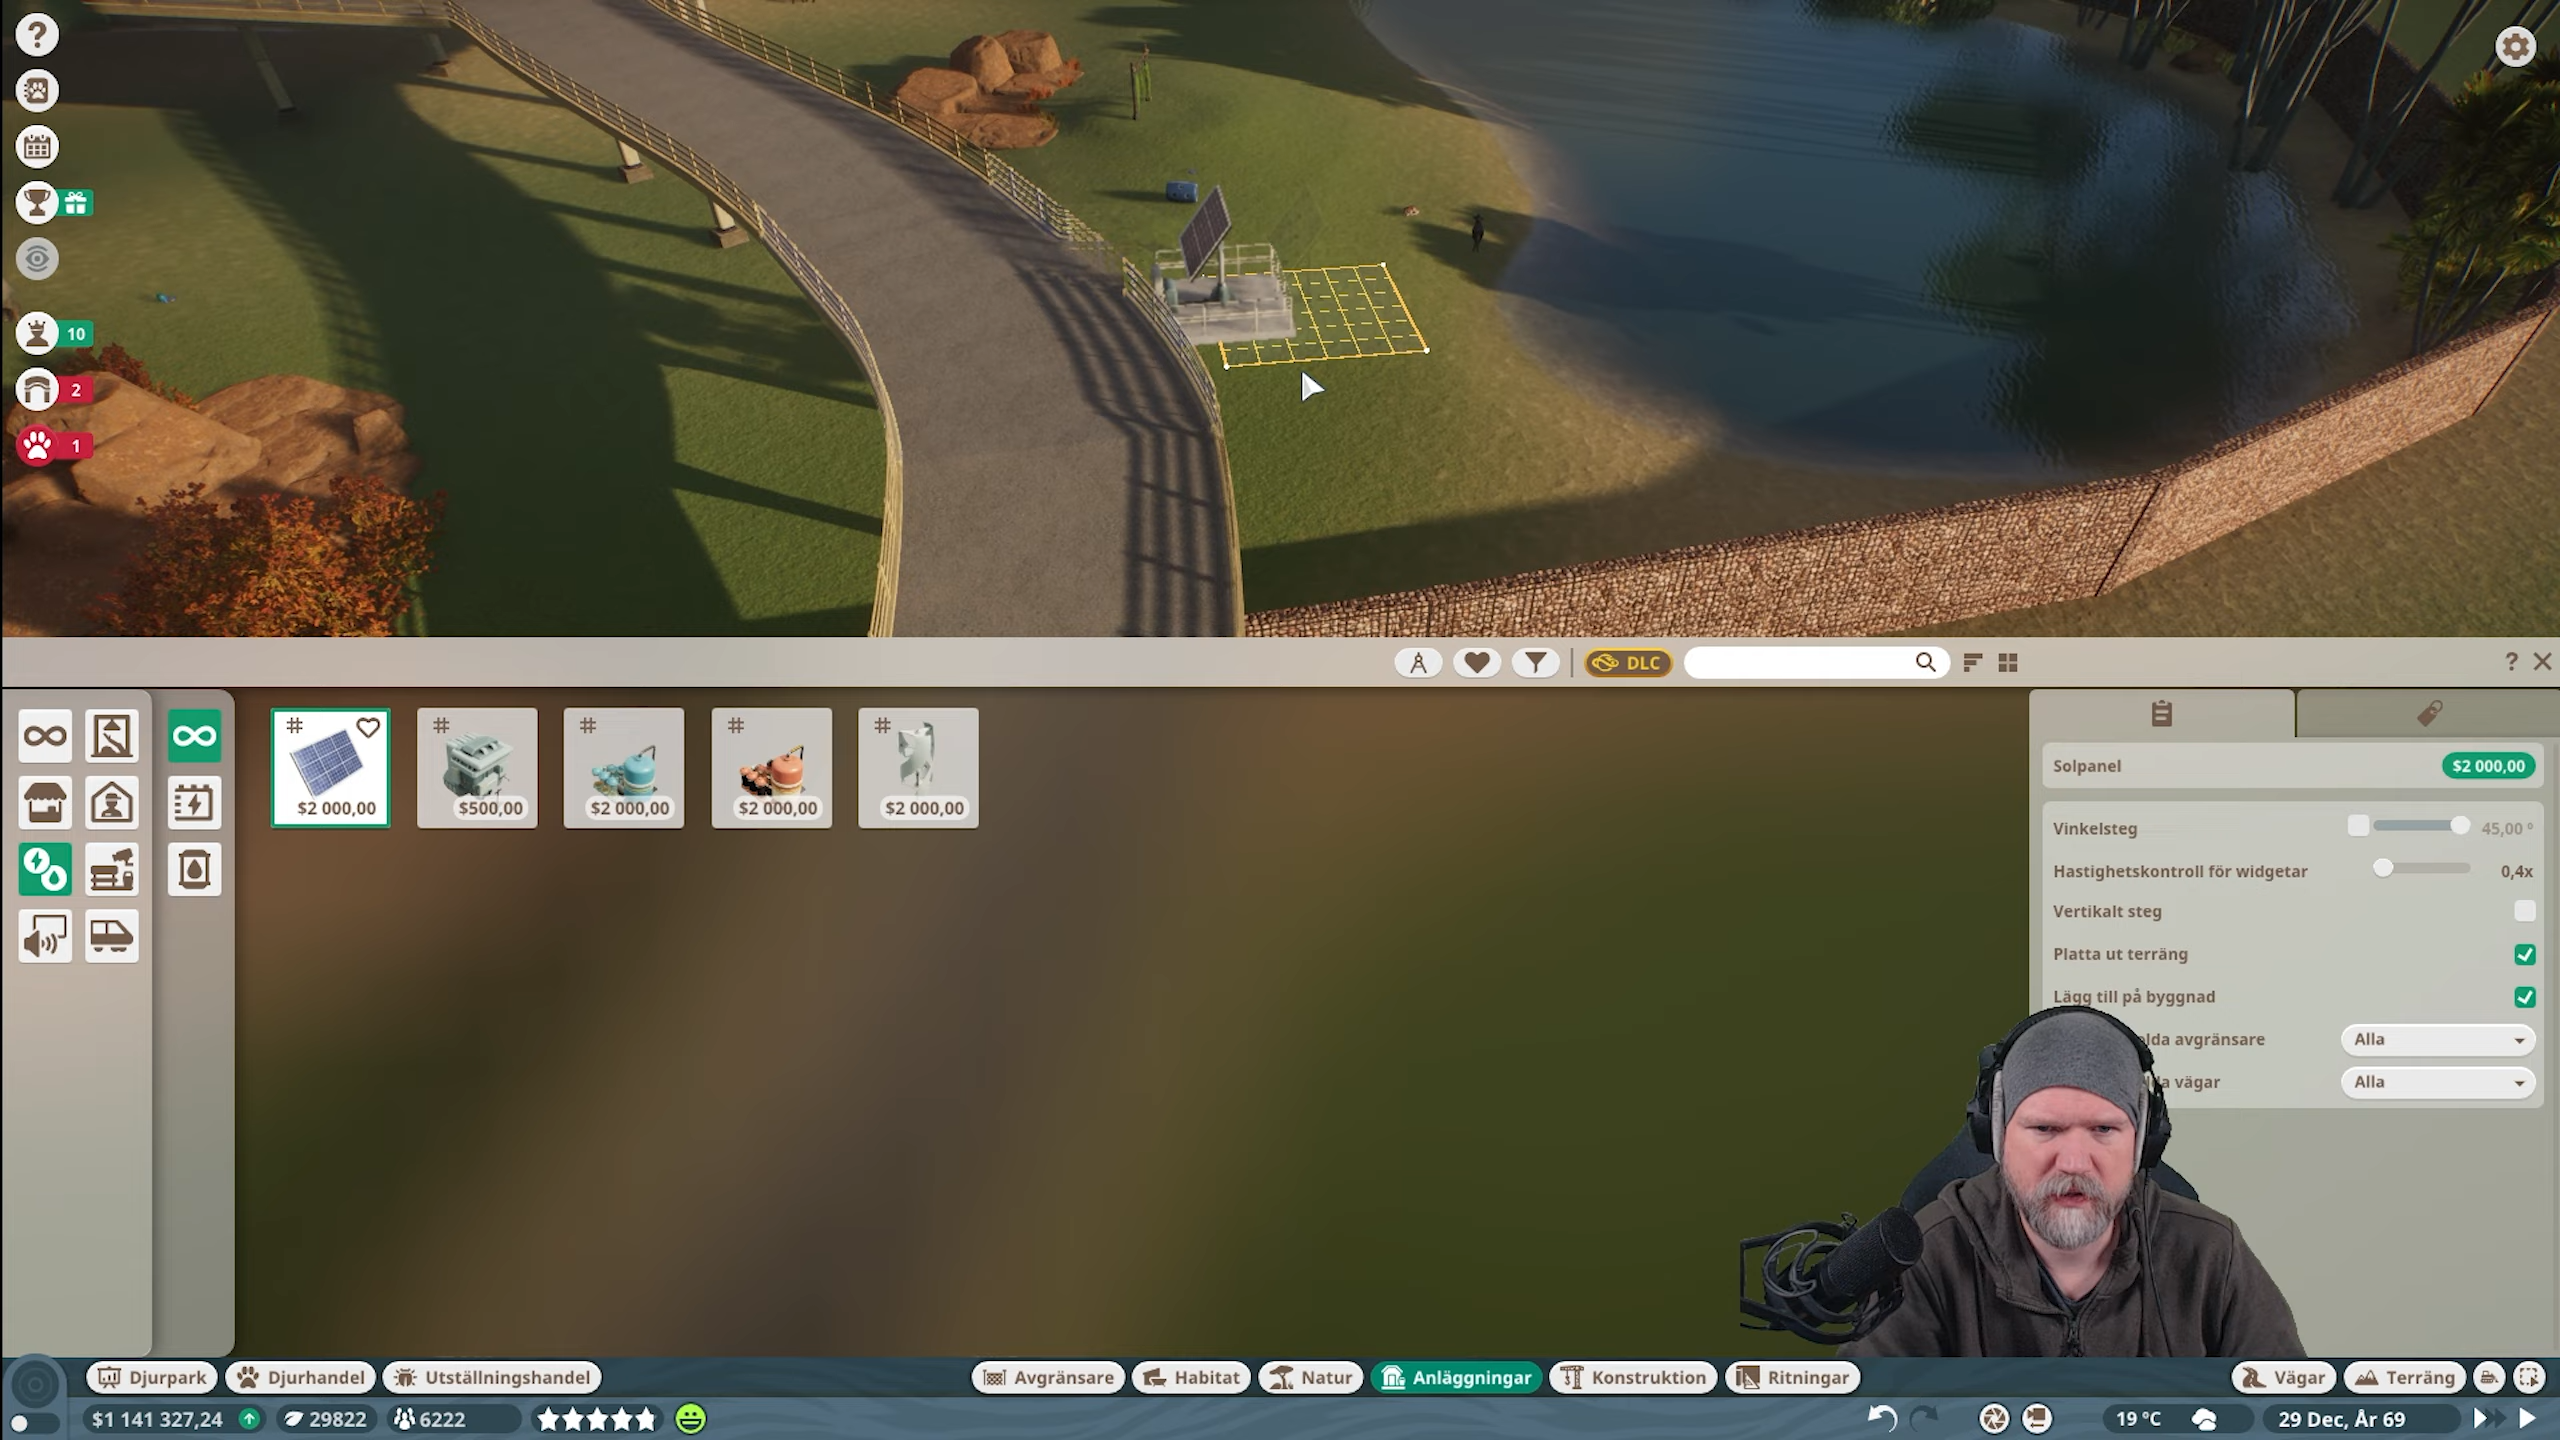 ?
10
2
1
DLC
?
#
#
#
#
#
$2 000,00
$500,00
$2 000,00
$2 000,00
$2 000,00
Solpanel
$2 000,00
Vinkelsteg
45,00 °
Hastighetskontroll för widgetar
0,4x
Vertikalt steg
Platta ut terräng
Lägg till på byggnad
avgränsare
Alla
vägar
Alla
Djurpark
Djurhandel
Utställningshandel
Avgränsare
Habitat
Natur
Anläggningar
Konstruktion
Ritningar
Vägar
Terräng
$1 141 327,24
29822
6222
19 °C
29 Dec, År 69